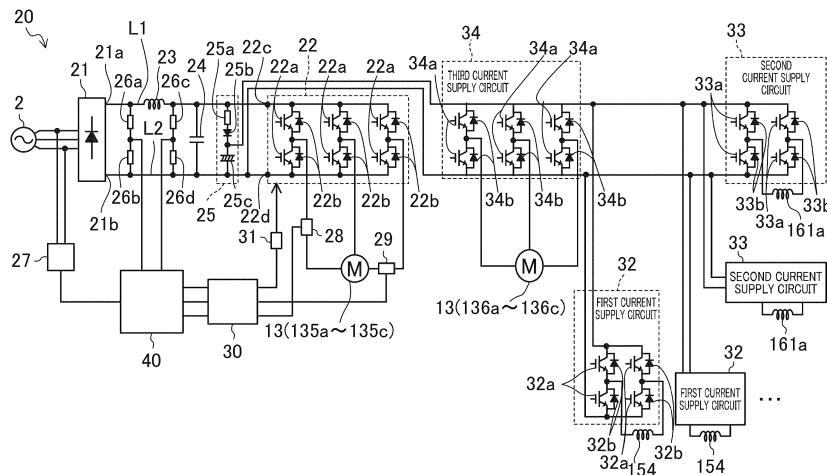 20
L1
21a
23
25a
22c
22
34a
34
34a
33
21
26a
26c
24
25b
22a
22a
22a
THIRD CURRENT
SUPPLY CIRCUIT
34a
34a
SECOND
CURRENT SUPPLY
CIRCUIT
2
33a
L2
26b
26d
25c
22d
22b
22b
22b
34b
34b
34b
33b
33a
33b
21b
25
31
28
29
161a
27
M
M
32
33
FIRST CURRENT
SUPPLY CIRCUIT
SECOND CURRENT
SUPPLY CIRCUIT
13(135a～135c)
13(136a～136c)
161a
40
30
32a
32
FIRST CURRENT
SUPPLY CIRCUIT
...
32b
32a
32b
154
154